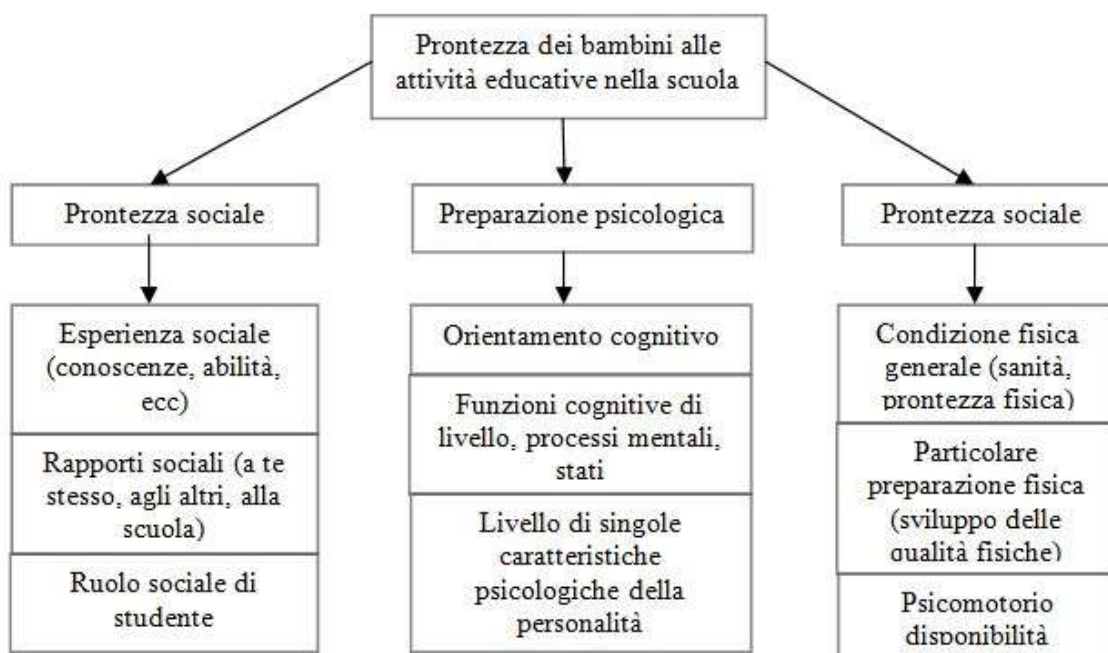 Prontezza dei bambini alle
attività educative nella scuola
Prontezza sociale
Preparazione psicologica
Prontezza sociale
Esperienza sociale
(conoscenze, abilità,
ecc)
Rapporti sociali (a te
stesso, agli altri, alla
scuola)
Ruolo sociale di
studente
Orientamento cognitivo
Funzioni cognitive di
livello, processi mentali,
stati
Livello di singole
caratteristiche
psicologiche della
personalità
Condizione fisica
generale (sanità,
prontezza fisica)
Particolare
preparazione fisica
(sviluppo delle
qualità fisiche)
Psicomotorio
disponibilità